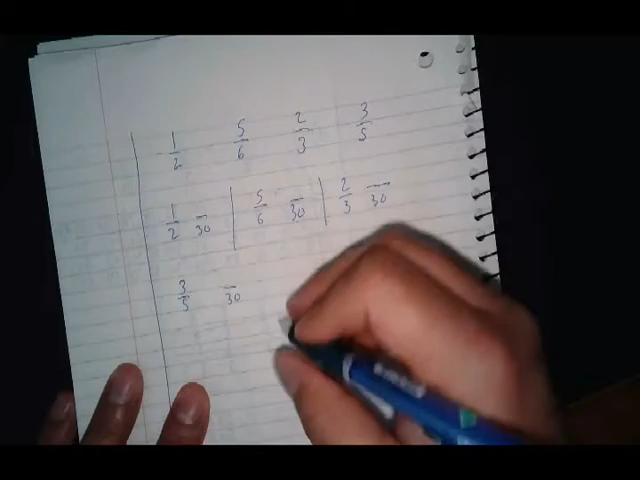 1/2 5/6 2/3 3/5
1/2 _/30 | 5/6 _/30 | 2/3 _/30
3/5 _/30